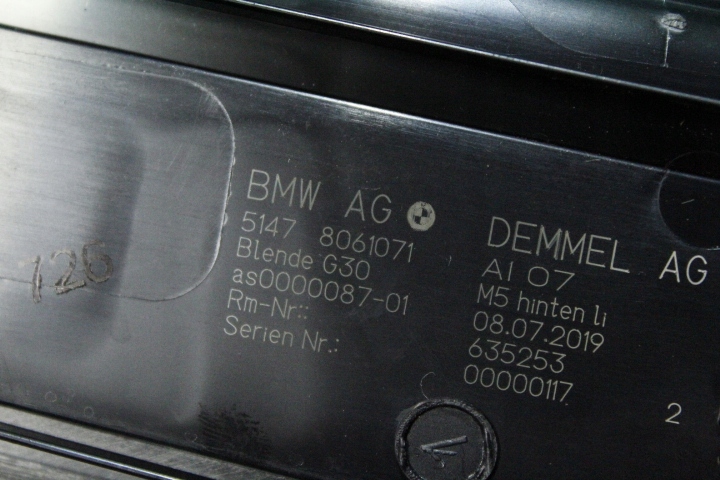 BMW AG
5147 8061071
Blende G30
as0000087-01
Rm-Nr::
Serien Nr.:
DEMMEL AG
AI 07
M5 hinten li
08.07.2019
635253
00000117
2
126